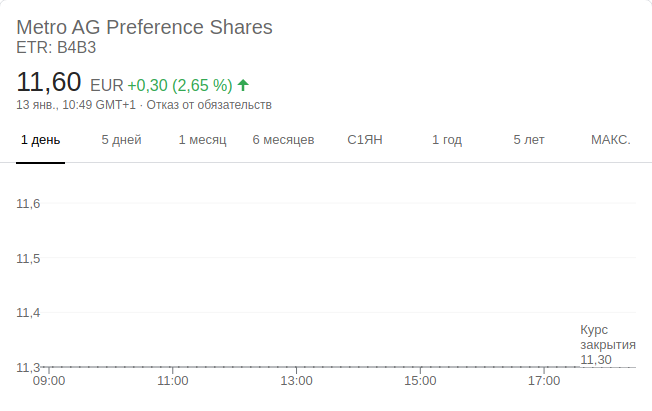 Metro AG Preference Shares
ETR: B4B3
11,60 EUR +0,30 (2,65 %)
13 янв., 10:49 GMT+1 · Отказ от обязательств
1 день 5 дней 1 месяц 6 месяцев С1ЯН 1 год 5 лет МАКС.
11,6
11,5
11,4
Курс
закрытия
11,30
11,3
09:00 11:00 13:00 15:00 17:00